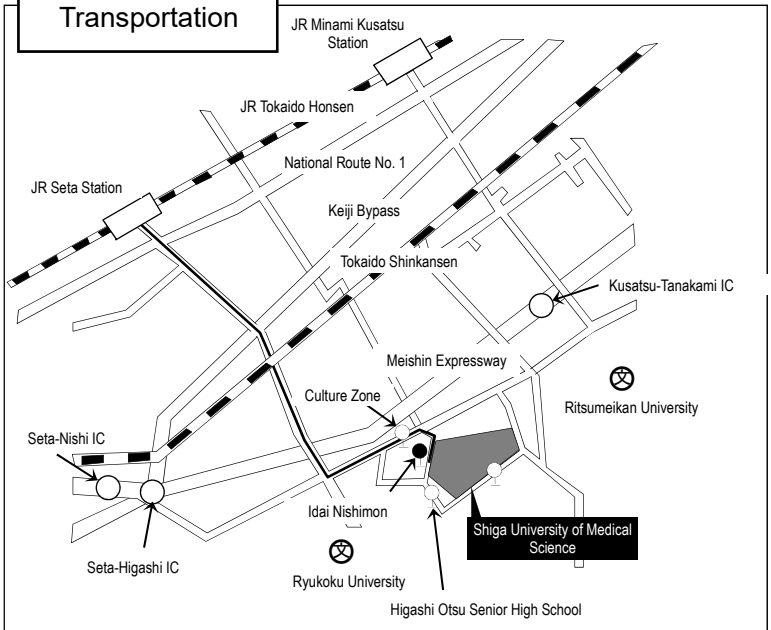 Transportation
JR Minami Kusatsu
Station
JR Tokaido Honsen
National Route No. 1
JR Seta Station
Keiji Bypass
Tokaido Shinkansen
Kusatsu-Tanakami IC
Meishin Expressway
文
Culture Zone
Ritsumeikan University
Seta-Nishi IC
Idai Nishimon
Shiga University of Medical
Science
文
Seta-Higashi IC
Ryukoku University
Higashi Otsu Senior High School